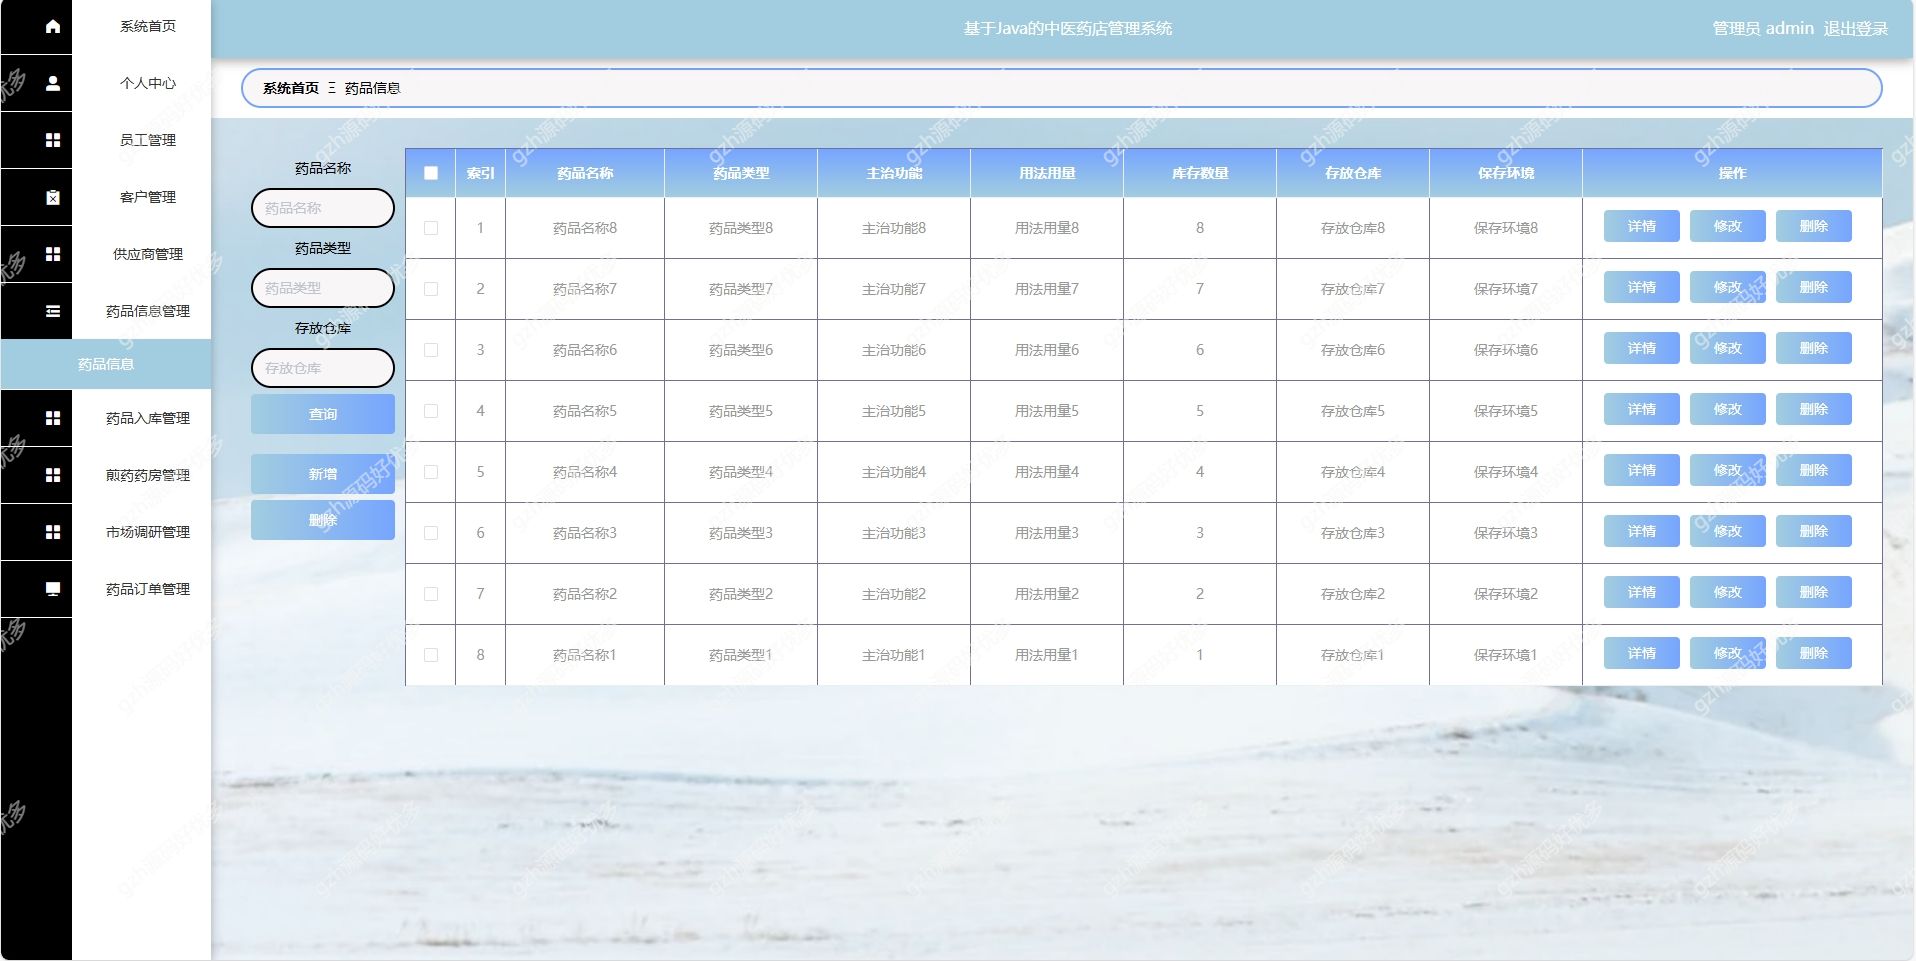 基于Java的中医药店管理系统
管理员 admin 退出登录
系统首页
个人中心
员工管理
客户管理
供应商管理
药品信息管理
药品信息
药品入库管理
煎药药房管理
市场调研管理
药品订单管理
系统首页 Ξ 药品信息
药品名称
药品名称
药品类型
药品类型
存放仓库
存放仓库
查询
新增
删除
索引 药品名称 药品类型 主治功能 用法用量 库存数量 存放仓库 保存环境 操作
1 药品名称8 药品类型8 主治功能8 用法用量8 8 存放仓库8 保存环境8 详情 修改 删除
2 药品名称7 药品类型7 主治功能7 用法用量7 7 存放仓库7 保存环境7 详情 修改 删除
3 药品名称6 药品类型6 主治功能6 用法用量6 6 存放仓库6 保存环境6 详情 修改 删除
4 药品名称5 药品类型5 主治功能5 用法用量5 5 存放仓库5 保存环境5 详情 修改 删除
5 药品名称4 药品类型4 主治功能4 用法用量4 4 存放仓库4 保存环境4 详情 修改 删除
6 药品名称3 药品类型3 主治功能3 用法用量3 3 存放仓库3 保存环境3 详情 修改 删除
7 药品名称2 药品类型2 主治功能2 用法用量2 2 存放仓库2 保存环境2 详情 修改 删除
8 药品名称1 药品类型1 主治功能1 用法用量1 1 存放仓库1 保存环境1 详情 修改 删除
gzh源码好优多